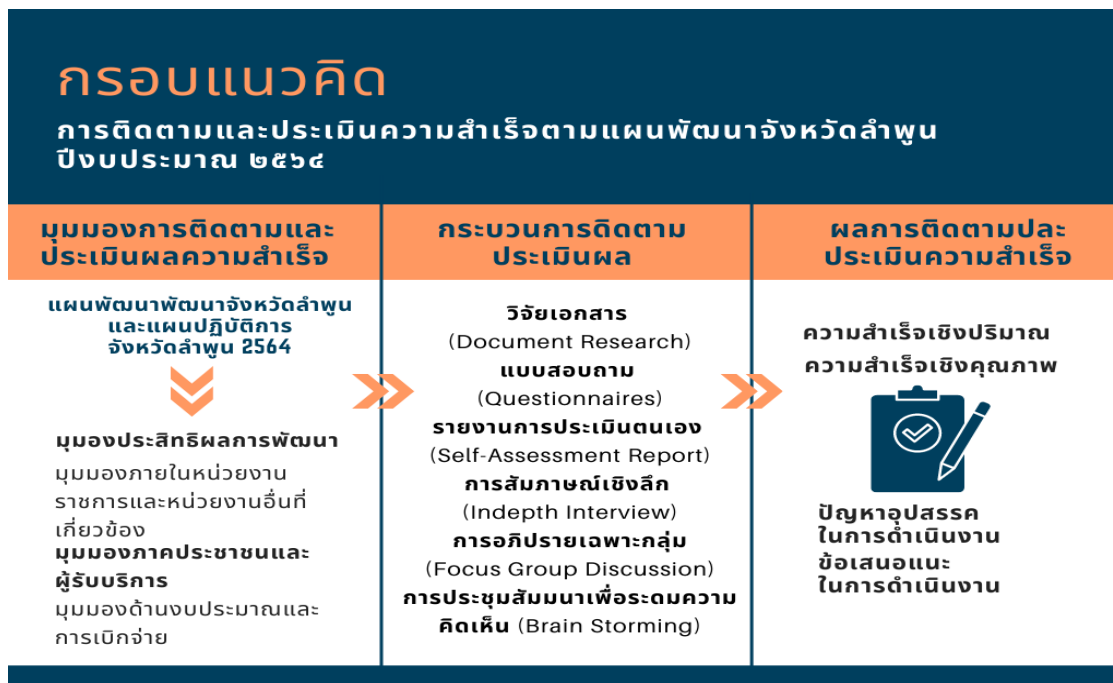 กรอบแนวคิด
การติดตามและประเมินความสำเร็จตามแผนพัฒนาจังหวัดลำพูน
ปีงบประมาณ ๒๕๖๔
มุมมองการติดตามและ
ประเมินผลความสำเร็จ
แผนพัฒนาพัฒนาจังหวัดลำพูน
และแผนปฏิบัติการ
จังหวัดลำพูน 2564
มุมองประสิทธิผลการพัฒนา
มุมมองภายในหน่วยงาน
ราชการและหน่วยงานอื่นที่
เกี่ยวข้อง
มุมมองภาคประชาชนและ
ผู้รับบริการ
มุมมองด้านงบประมาณและ
การเบิกจ่าย
กระบวนการติดตาม
ประเมินผล
วิจัยเอกสาร
(Document Research)
แบบสอบถาม
(Questionnaires)
รายงานการประเมินตนเอง
(Self-Assessment Report)
การสัมภาษณ์เชิงลึก
(Indepth Interview)
การอภิปรายเฉพาะกลุ่ม
(Focus Group Discussion)
การประชุมสัมมนาเพื่อระดมความ
คิดเห็น (Brain Storming)
ผลการติดตามปละ
ประเมินความสำเร็จ
ความสำเร็จเชิงปริมาณ
ความสำเร็จเชิงคุณภาพ
ปัญหาอุปสรรค
ในการดำเนินงาน
ข้อเสนอแนะ
ในการดำเนินงาน